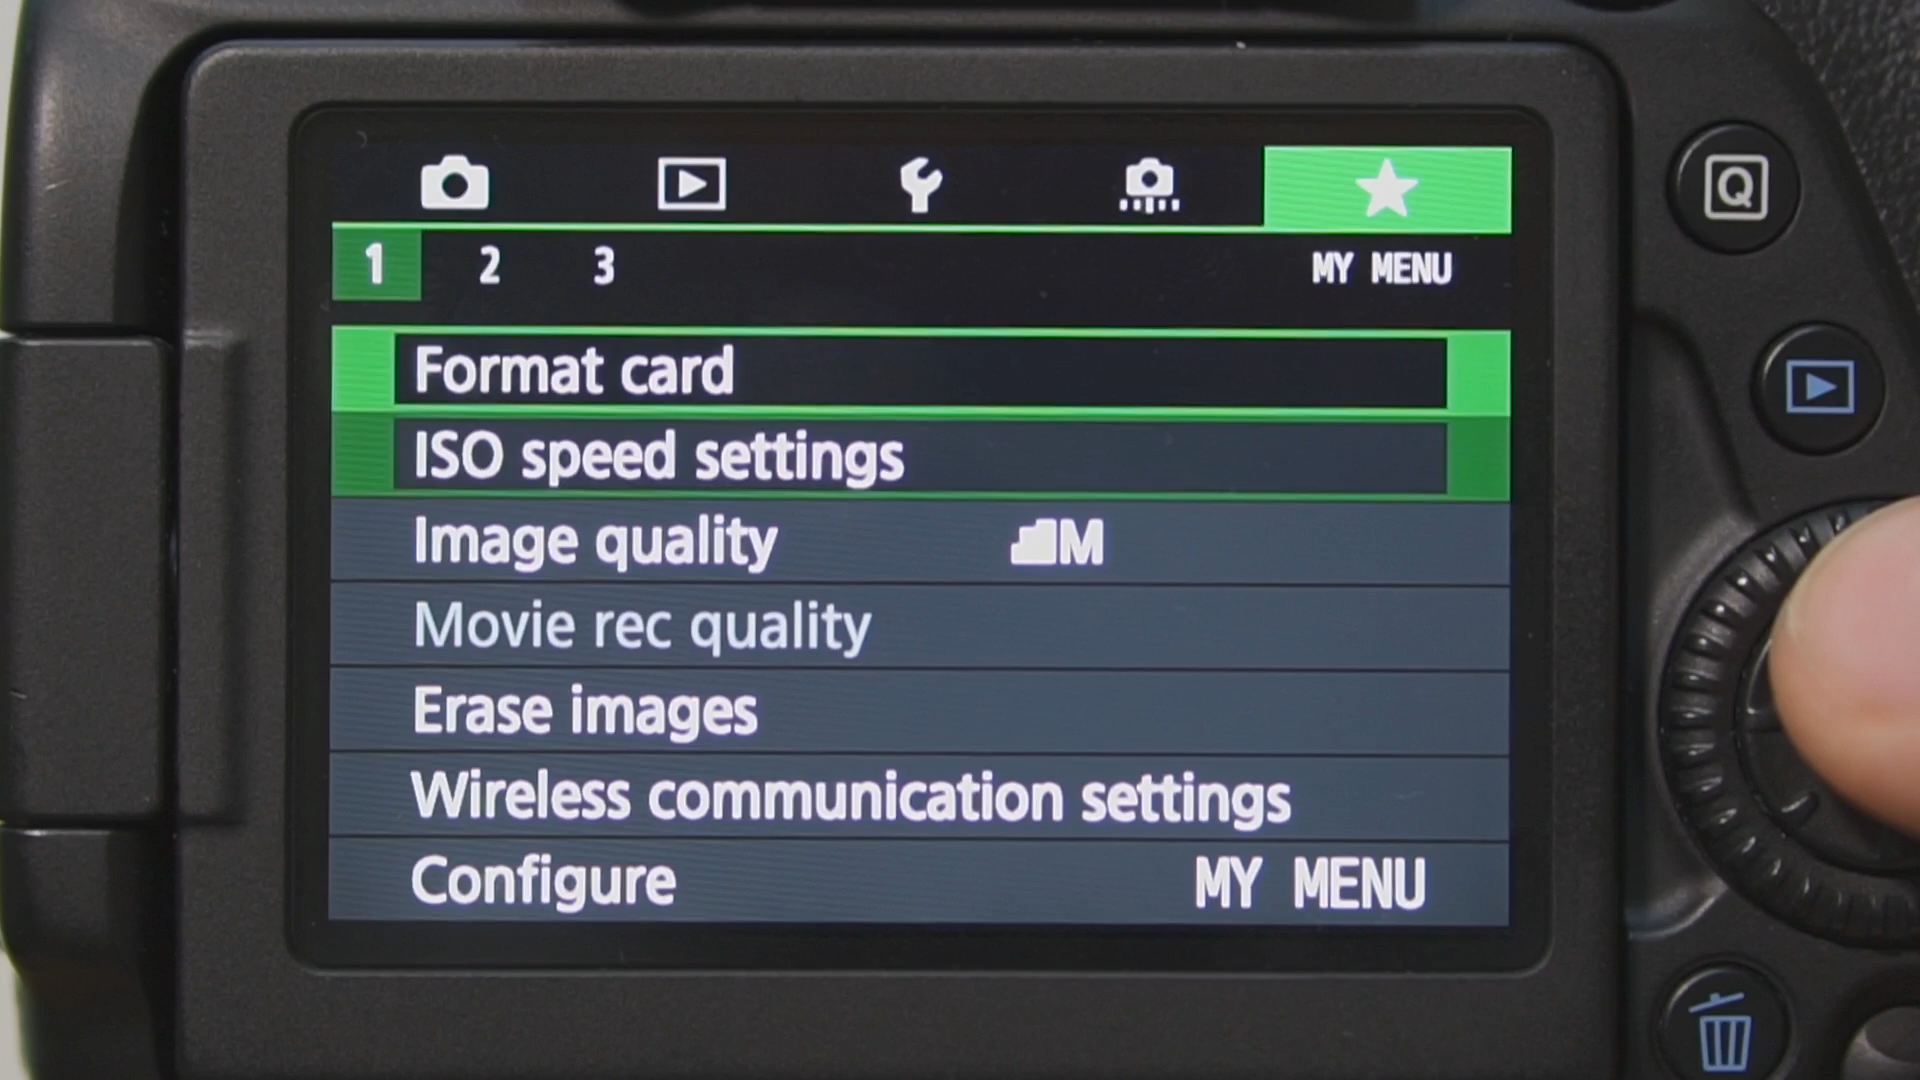 1 2 3 MY MENU
Format card
ISO speed settings
Image quality M
Movie rec quality
Erase images
Wireless communication settings
Configure MY MENU
Q